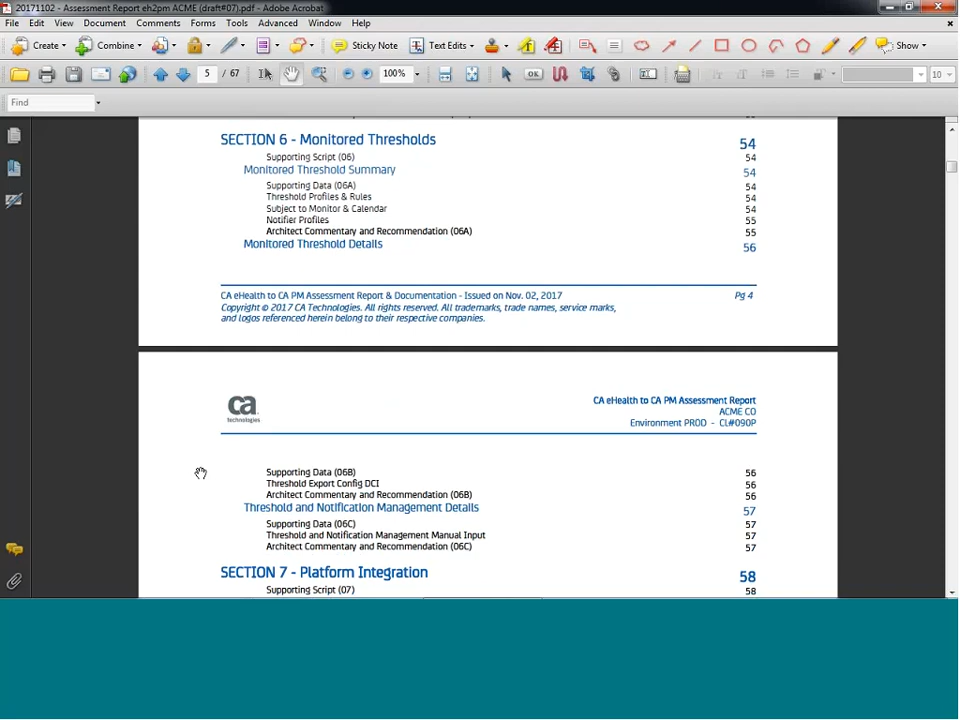 20171102 - Assessment Report eh2pm ACME (draft#07).pdf - Adobe Acrobat
File Edit View Document Comments Forms Tools Advanced Window Help
Create Combine Sticky Note Text Edits Show
5 / 67 100% OK 10
Find
SECTION 6 - Monitored Thresholds 54
Supporting Script (06) 54
Monitored Threshold Summary 54
Supporting Data (06A) 54
Threshold Profiles & Rules 54
Subject to Monitor & Calendar 54
Notifier Profiles 55
Architect Commentary and Recommendation (06A) 55
Monitored Threshold Details 56
CA eHealth to CA PM Assessment Report & Documentation - Issued on Nov. 02, 2017 Pg 4
Copyright © 2017 CA Technologies. All rights reserved. All trademarks, trade names, service marks,
and logos referenced herein belong to their respective companies.
ca
technologies
CA eHealth to CA PM Assessment Report
ACME CO
Environment PROD - CL#090P
Supporting Data (06B) 56
Threshold Export Config DCI 56
Architect Commentary and Recommendation (06B) 56
Threshold and Notification Management Details 57
Supporting Data (06C) 57
Threshold and Notification Management Manual Input 57
Architect Commentary and Recommendation (06C) 57
SECTION 7 - Platform Integration 58
Supporting Script (07) 58